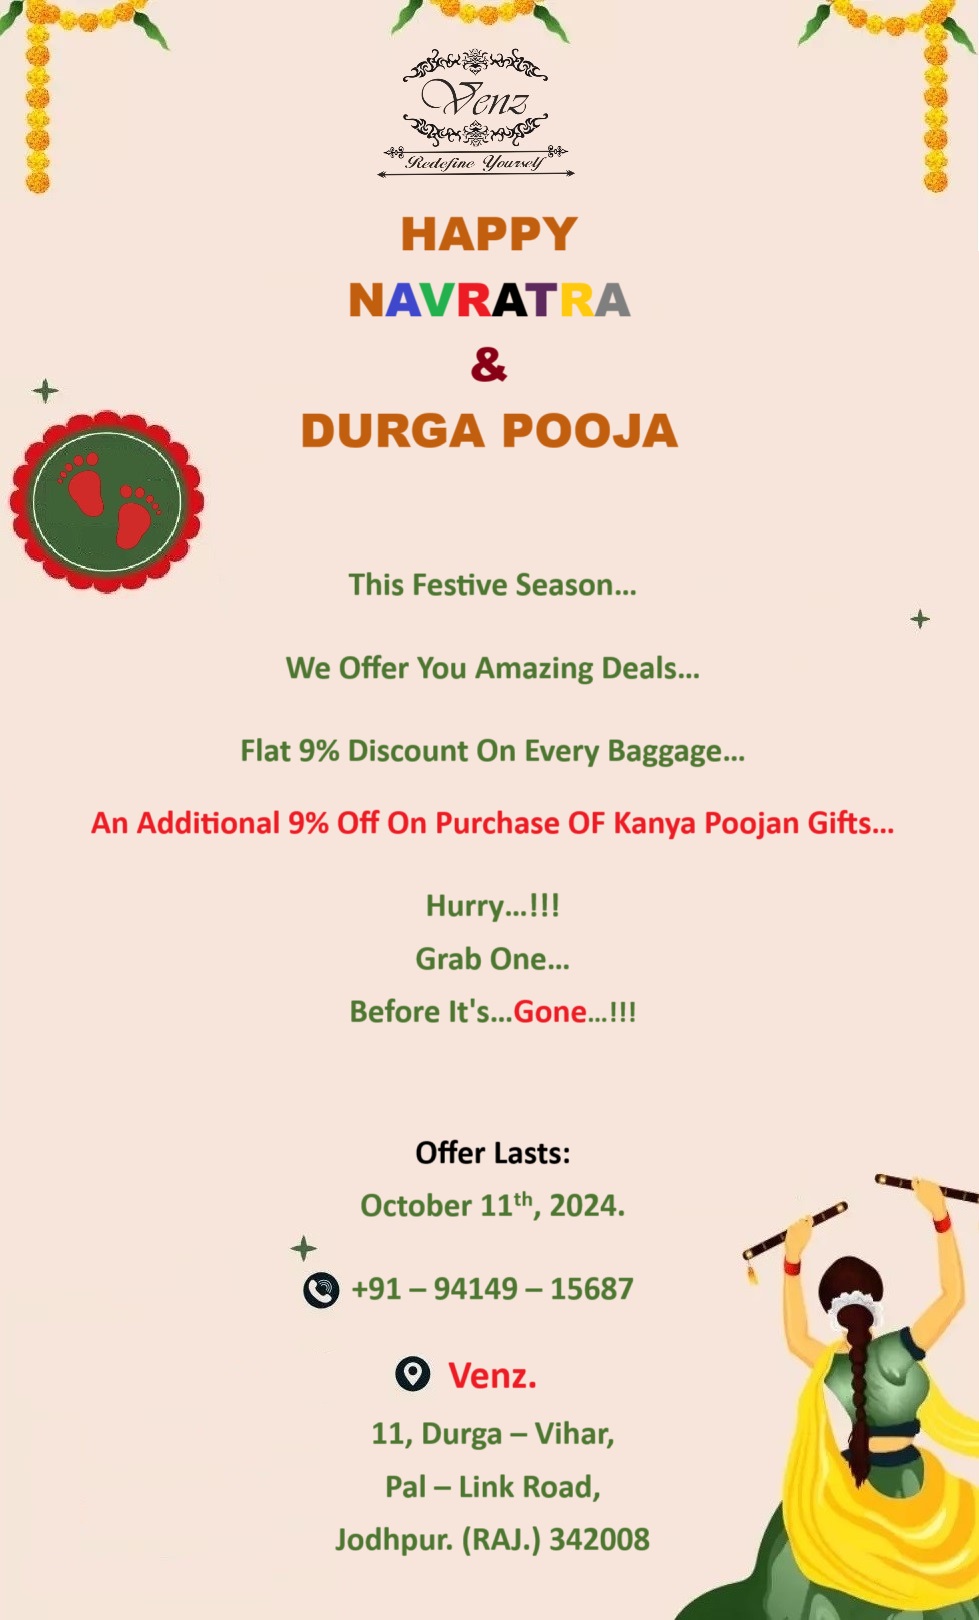 Venz
Redefine Yourself
HAPPY
NAVRATRA
&
DURGA POOJA
This Festive Season...
We Offer You Amazing Deals...
Flat 9% Discount On Every Baggage...
An Additional 9% Off On Purchase OF Kanya Poojan Gifts...
Hurry...!!!
Grab One...
Before It's...Gone...!!!
Offer Lasts:
October 11th, 2024.
+91 – 94149 – 15687
Venz.
11, Durga – Vihar,
Pal – Link Road,
Jodhpur. (RAJ.) 342008